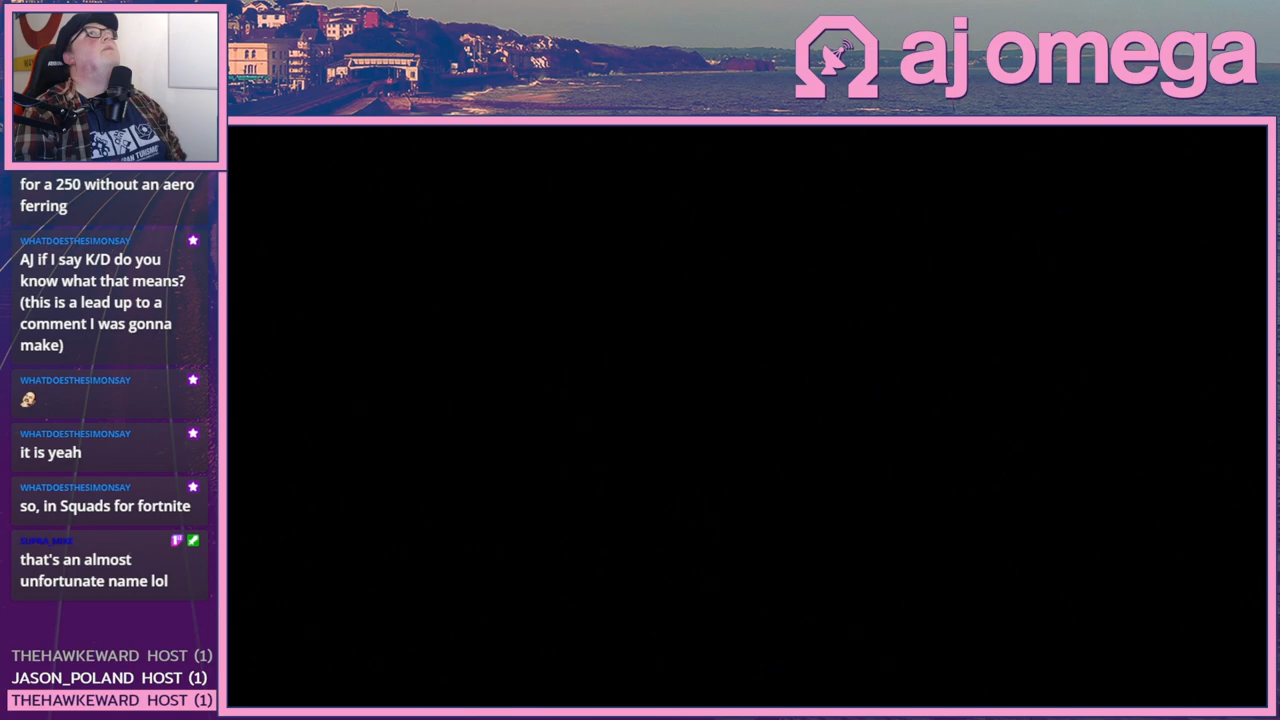 aj omega
for a 250 without an aero
ferring
WHATDOESTHESIMONSAY
AJ if I say K/D do you
know what that means?
(this is a lead up to a
comment I was gonna
make)
WHATDOESTHESIMONSAY
WHATDOESTHESIMONSAY
it is yeah
WHATDOESTHESIMONSAY
so, in Squads for fortnite
SUPRA_MIKE
that's an almost
unfortunate name lol
THEHAWKEWARD HOST (1)
JASON_POLAND HOST (1)
THEHAWKEWARD HOST (1)